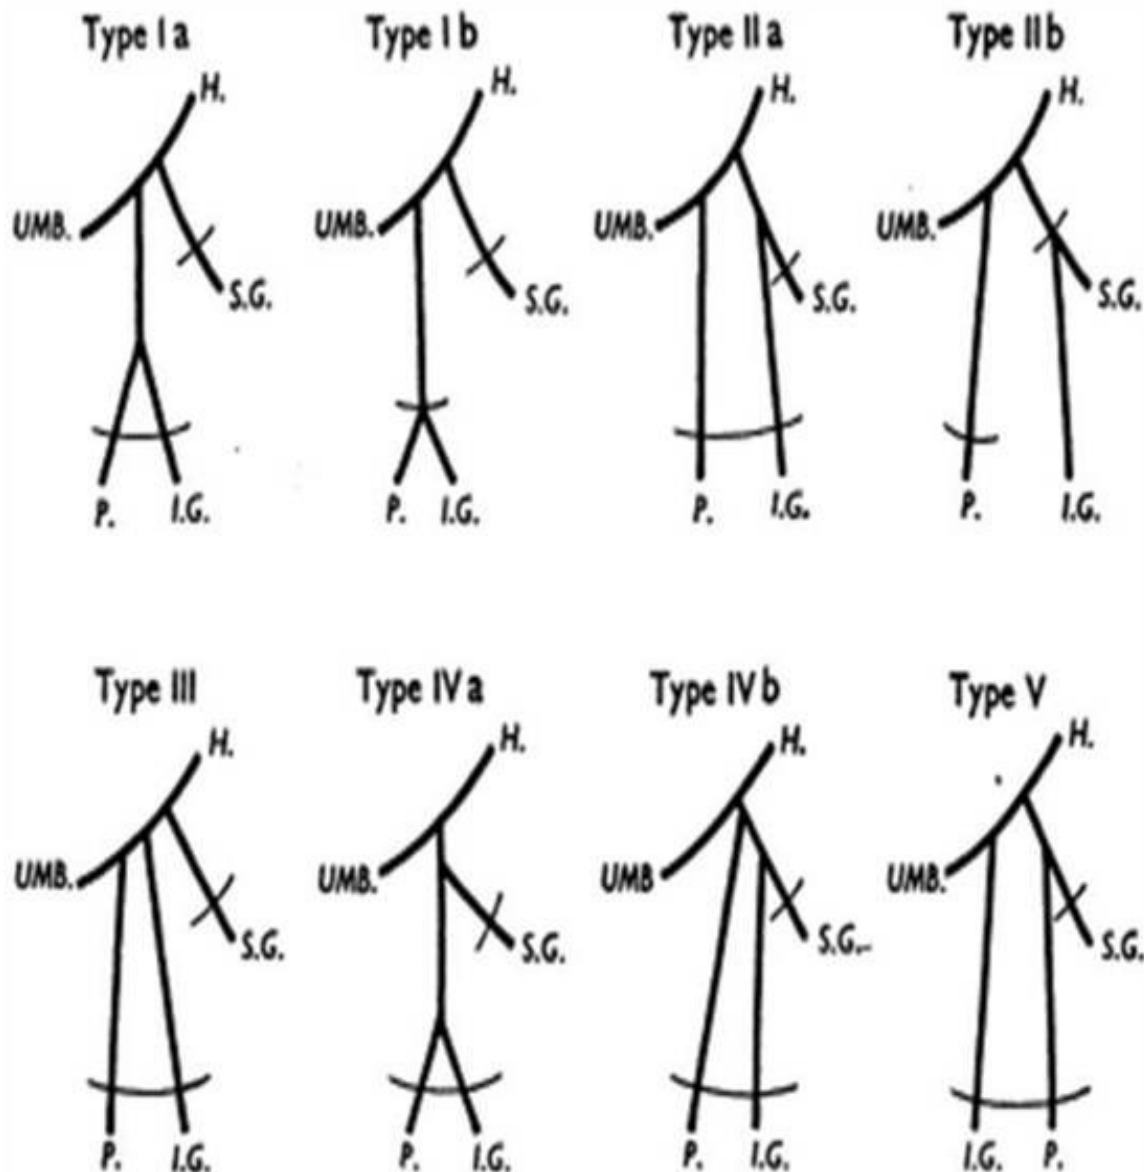 Type I a Type I b Type II a Type II b
H. H. H. H.
UMB. UMB. UMB. UMB.
S.G. S.G. S.G. S.G.
P. I.G. P. I.G. P. I.G. P. I.G.
Type III Type IV a Type IV b Type V
H. H. H. H.
UMB. UMB. UMB UMB.
S.G. S.G. S.G. S.G.
P. I.G. P. I.G. P. I.G. I.G. P.